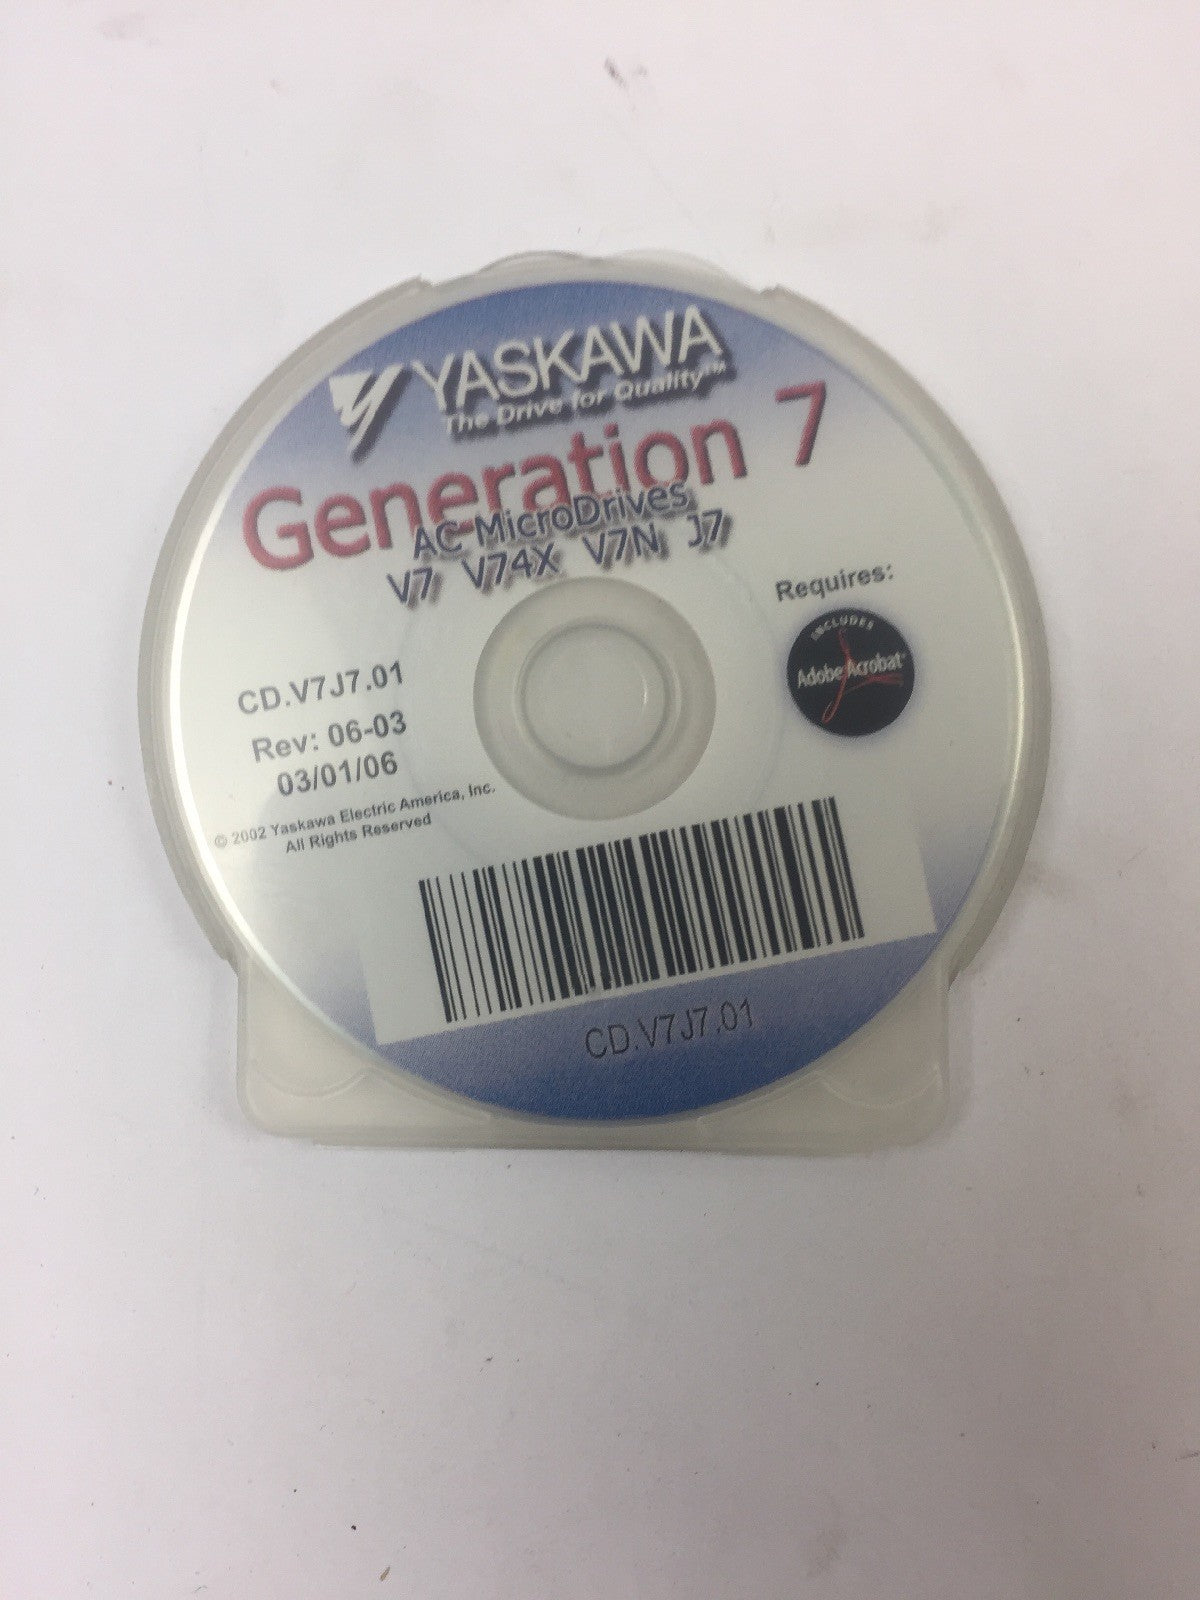 YASKAWA
The Drive for Quality™
Generation 7
AC MicroDrives
V7 V74X V7N J7
Requires:
INCLUDES
Adobe Acrobat
CD.V7J7.01
Rev: 06-03
03/01/06
© 2002 Yaskawa Electric America, Inc.
All Rights Reserved
CD.V7J7.01